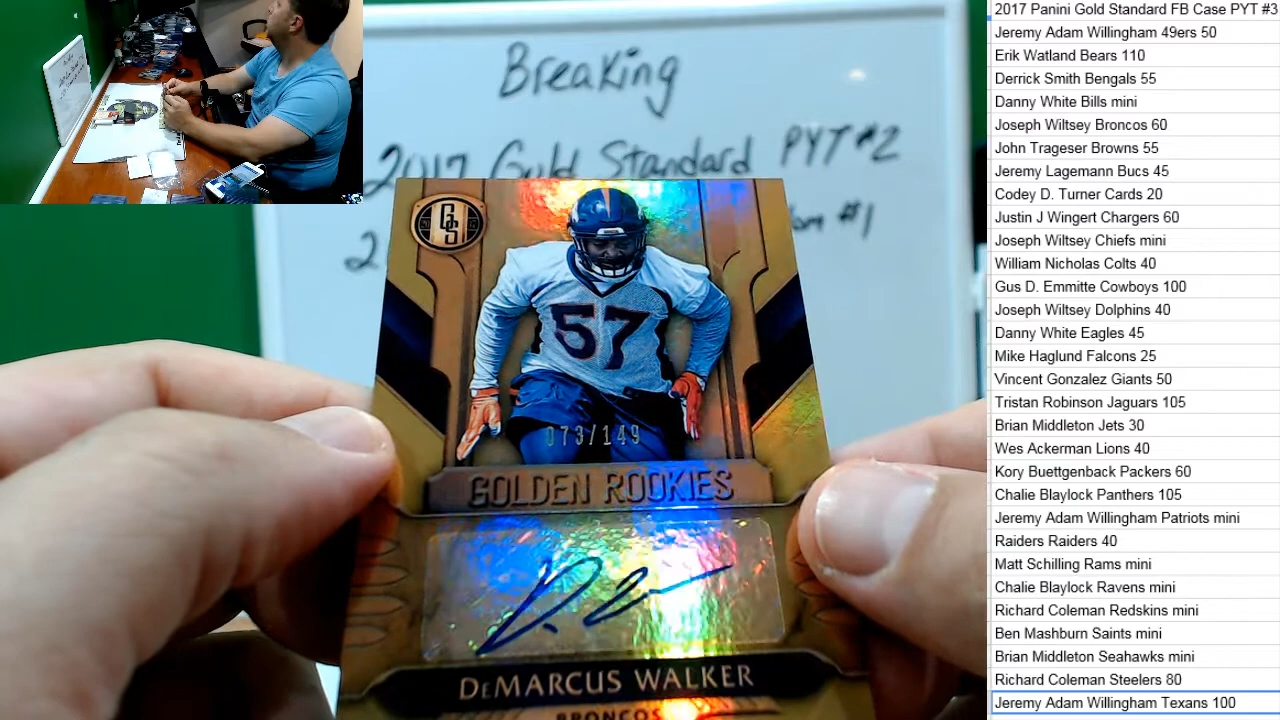 Breaking
2017 Gold Standard PYT #2
2
#1
GS
57
073/149
GOLDEN ROOKIES
DEMARCUS WALKER
BRONCOS
2017 Panini Gold Standard FB Case PYT #3
Jeremy Adam Willingham 49ers 50
Erik Watland Bears 110
Derrick Smith Bengals 55
Danny White Bills mini
Joseph Wiltsey Broncos 60
John Trageser Browns 55
Jeremy Lagemann Bucs 45
Codey D. Turner Cards 20
Justin J Wingert Chargers 60
Joseph Wiltsey Chiefs mini
William Nicholas Colts 40
Gus D. Emmitte Cowboys 100
Joseph Wiltsey Dolphins 40
Danny White Eagles 45
Mike Haglund Falcons 25
Vincent Gonzalez Giants 50
Tristan Robinson Jaguars 105
Brian Middleton Jets 30
Wes Ackerman Lions 40
Kory Buettgenback Packers 60
Chalie Blaylock Panthers 105
Jeremy Adam Willingham Patriots mini
Raiders Raiders 40
Matt Schilling Rams mini
Chalie Blaylock Ravens mini
Richard Coleman Redskins mini
Ben Mashburn Saints mini
Brian Middleton Seahawks mini
Richard Coleman Steelers 80
Jeremy Adam Willingham Texans 100